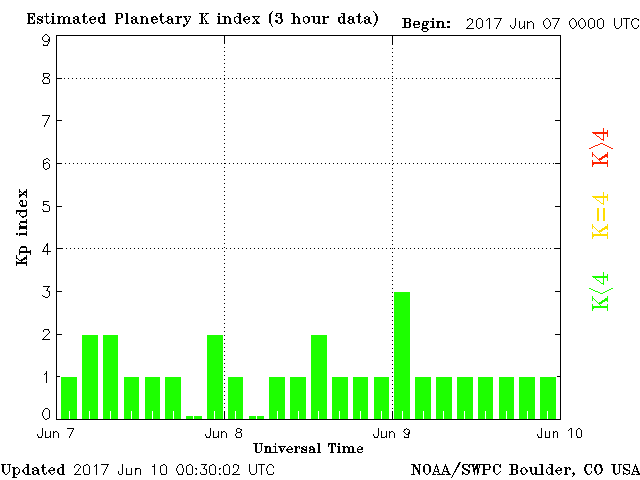 Estimated Planetary K index (3 hour data)
Begin: 2017 Jun 07 0000 UTC
9
8
7
6
5
4
3
2
1
0
Kp index
Jun 7
Jun 8
Jun 9
Jun 10
Universal Time
K>4
K=4
K<4
Updated 2017 Jun 10 00:30:02 UTC
NOAA/SWPC Boulder, CO USA